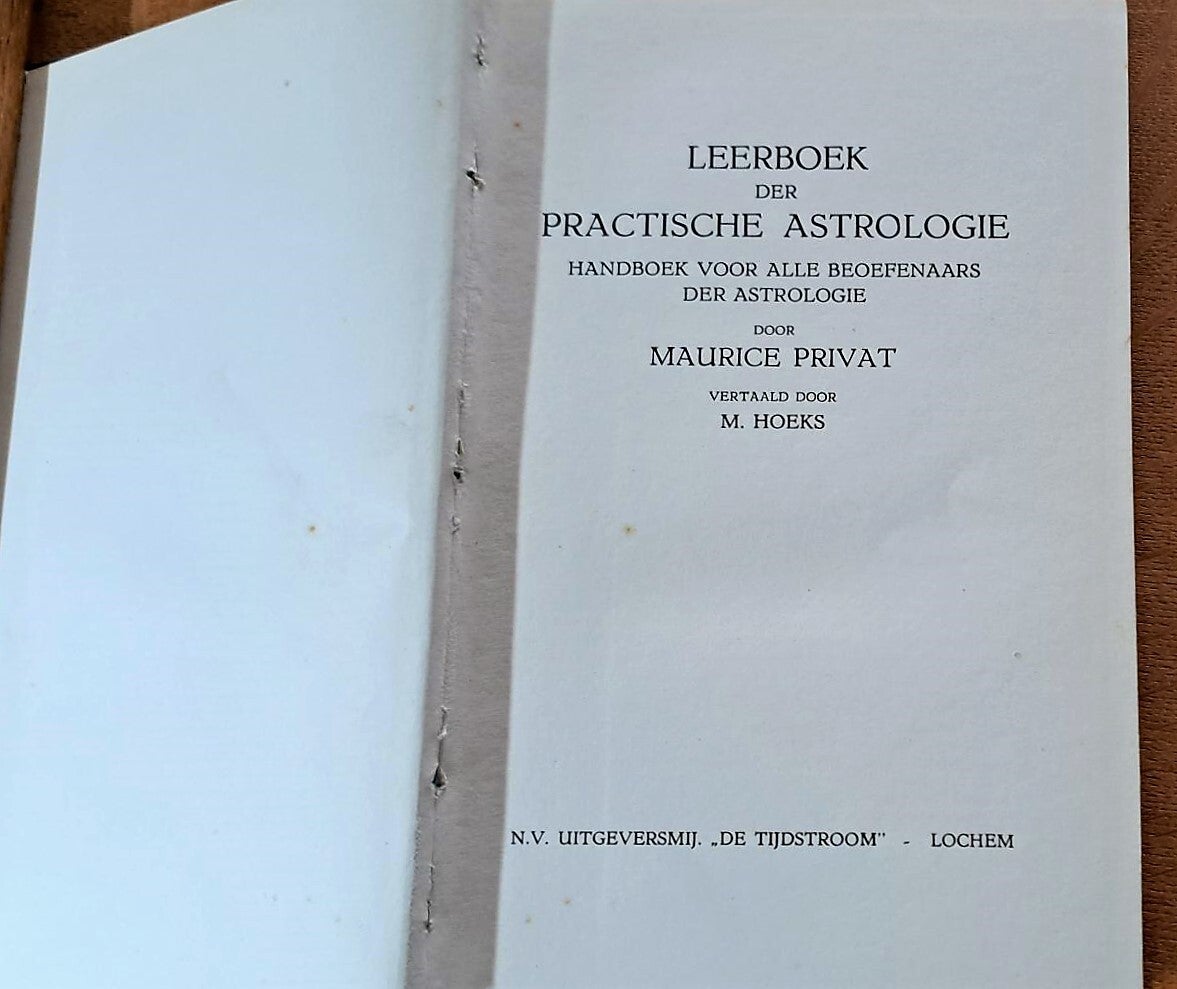 LEERBOEK
DER
PRACTISCHE ASTROLOGIE
HANDBOEK VOOR ALLE BEOEFENAARS
DER ASTROLOGIE
DOOR
MAURICE PRIVAT
VERTAALD DOOR
M. HOEKS
N.V. UITGEVERSMIJ. „DE TIJDSTROOM” - LOCHEM